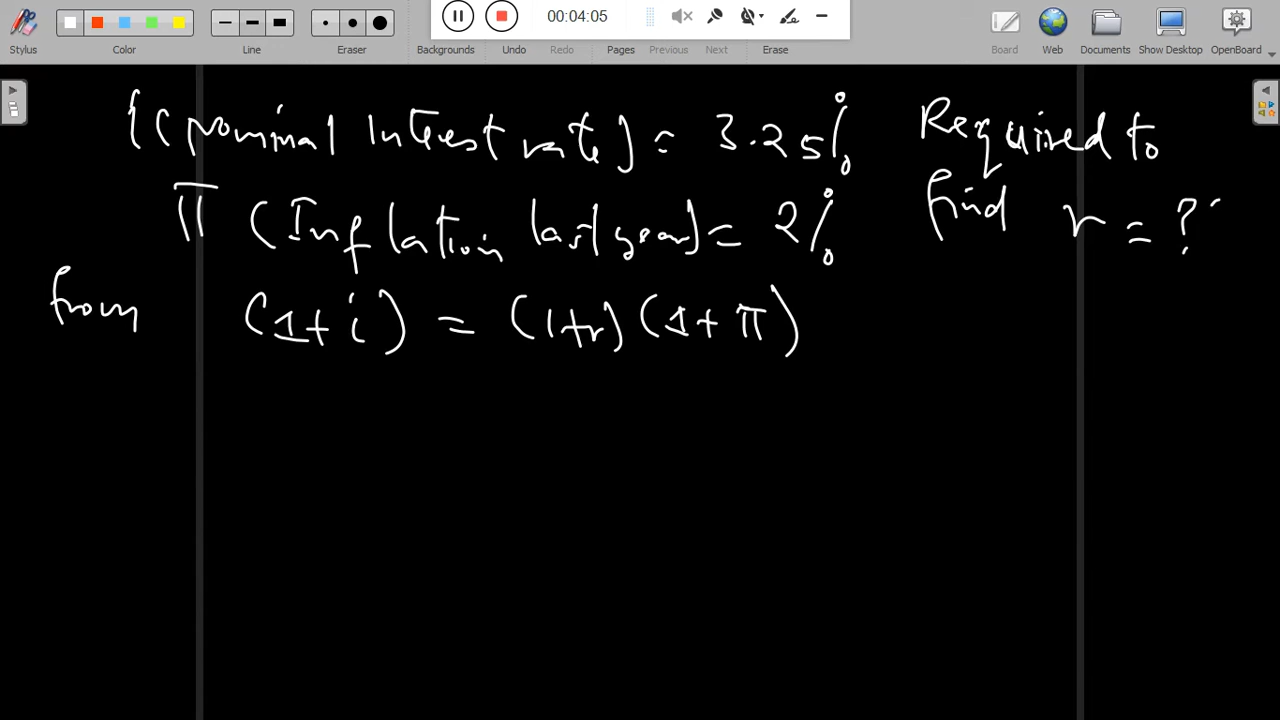 00:04:05
Stylus Color Line Eraser Backgrounds Undo Redo Pages Previous Next Erase Board Web Documents Show Desktop OpenBoard
i (nominal Interest rate) = 3.25% Required to
π (Inflation last year) = 2% find r = ?
from (1+i) = (1+r)(1+π)